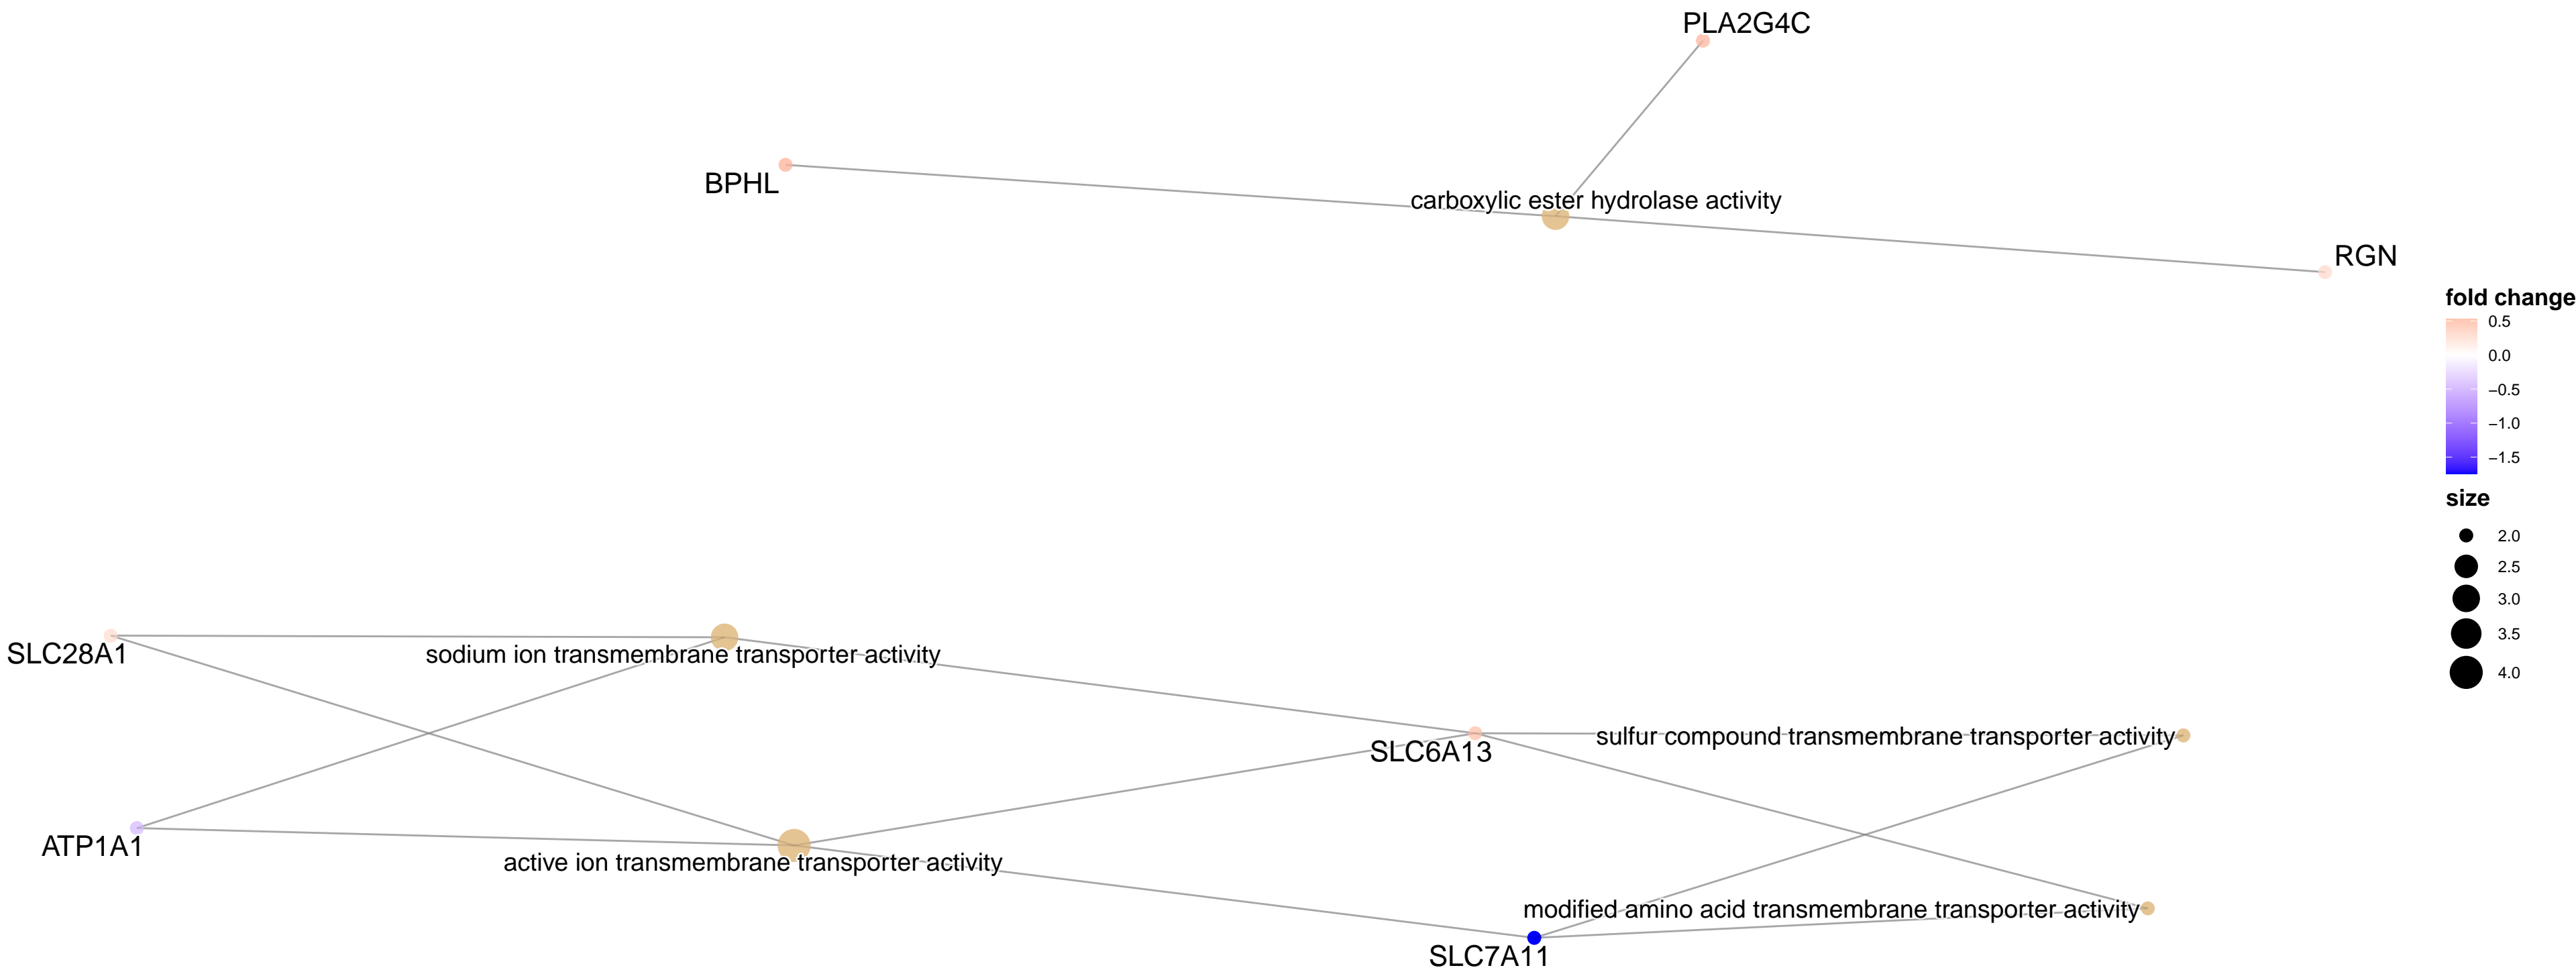 PLA2G4C
BPHL
carboxylic ester hydrolase activity
RGN
fold change
0.5
0.0
−0.5
−1.0
−1.5
size
2.0
2.5
3.0
3.5
4.0
SLC28A1
sodium ion transmembrane transporter activity
SLC6A13
sulfur compound transmembrane transporter activity
ATP1A1
active ion transmembrane transporter activity
modified amino acid transmembrane transporter activity
SLC7A11